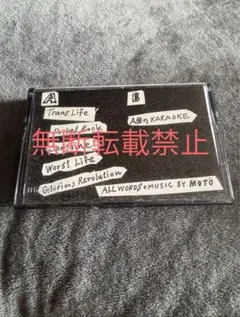 A
Trans Life
無断転載禁止
Worst Life
Glorious Revolution
B
A面のKARAOKE
ALL WORDS & MUSIC BY MOTO